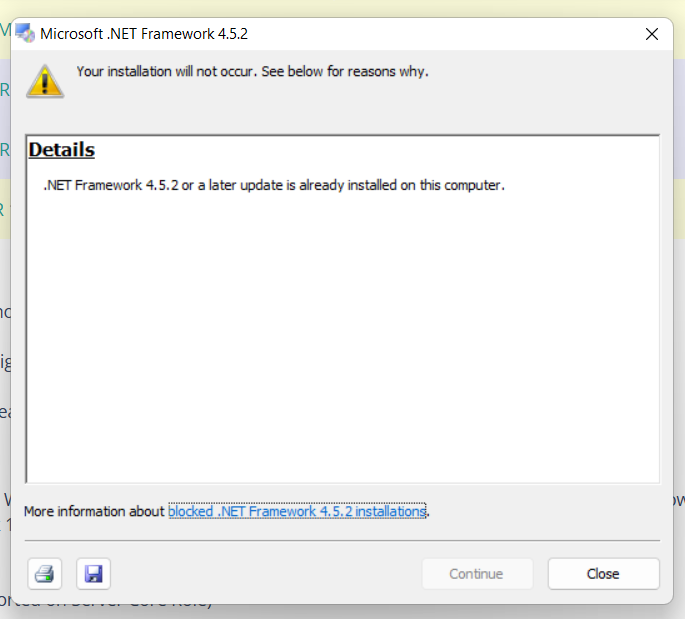 Microsoft .NET Framework 4.5.2
Your installation will not occur. See below for reasons why.
Details
.NET Framework 4.5.2 or a later update is already installed on this computer.
More information about blocked .NET Framework 4.5.2 installations.
Continue
Close